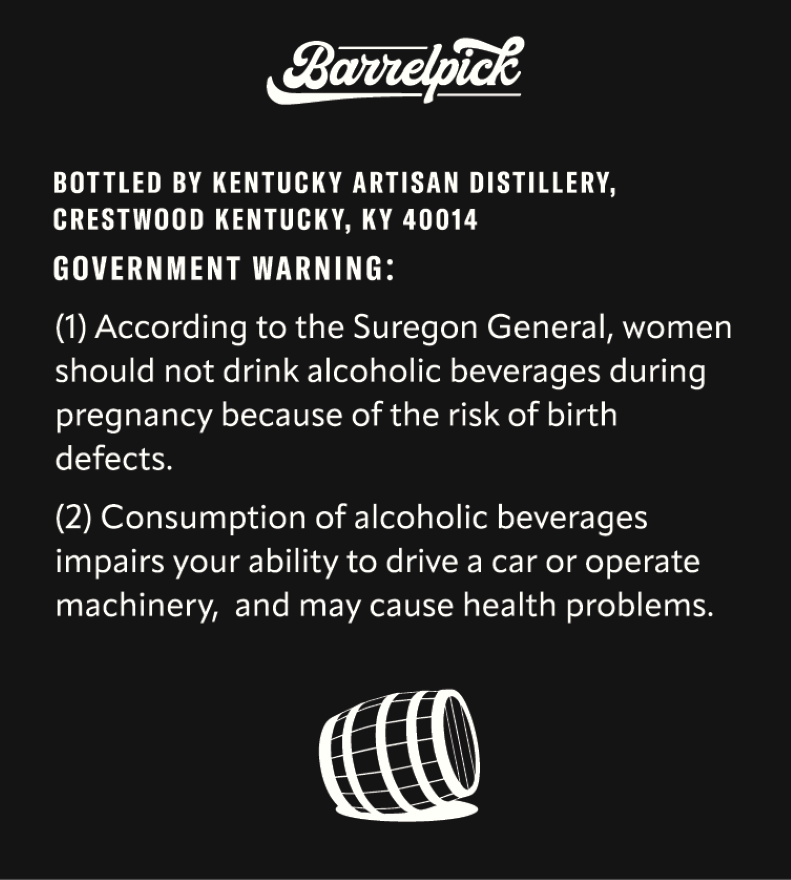 Barrelpick
BOTTLED BY KENTUCKY ARTISAN DISTILLERY,
CRESTWOOD KENTUCKY, KY 40014
GOVERNMENT WARNING:
(1) According to the Suregon General, women
should not drink alcoholic beverages during
pregnancy because of the risk of birth
defects.
(2) Consumption of alcoholic beverages
impairs your ability to drive a car or operate
machinery,  and may cause health problems.